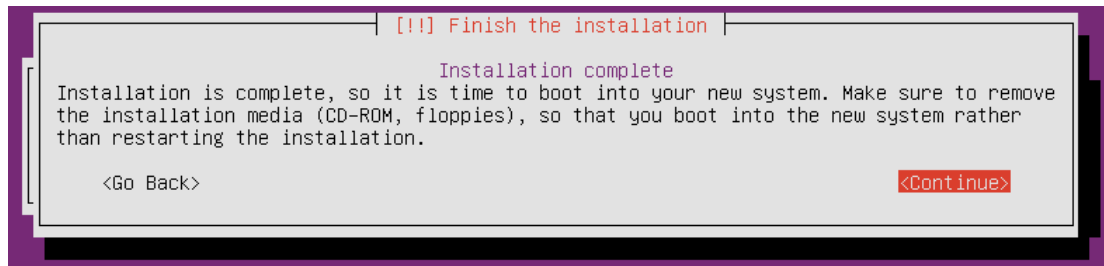 [!!] Finish the installation
Installation complete
Installation is complete, so it is time to boot into your new system. Make sure to remove
the installation media (CD-ROM, floppies), so that you boot into the new system rather
than restarting the installation.
<Go Back> <Continue>